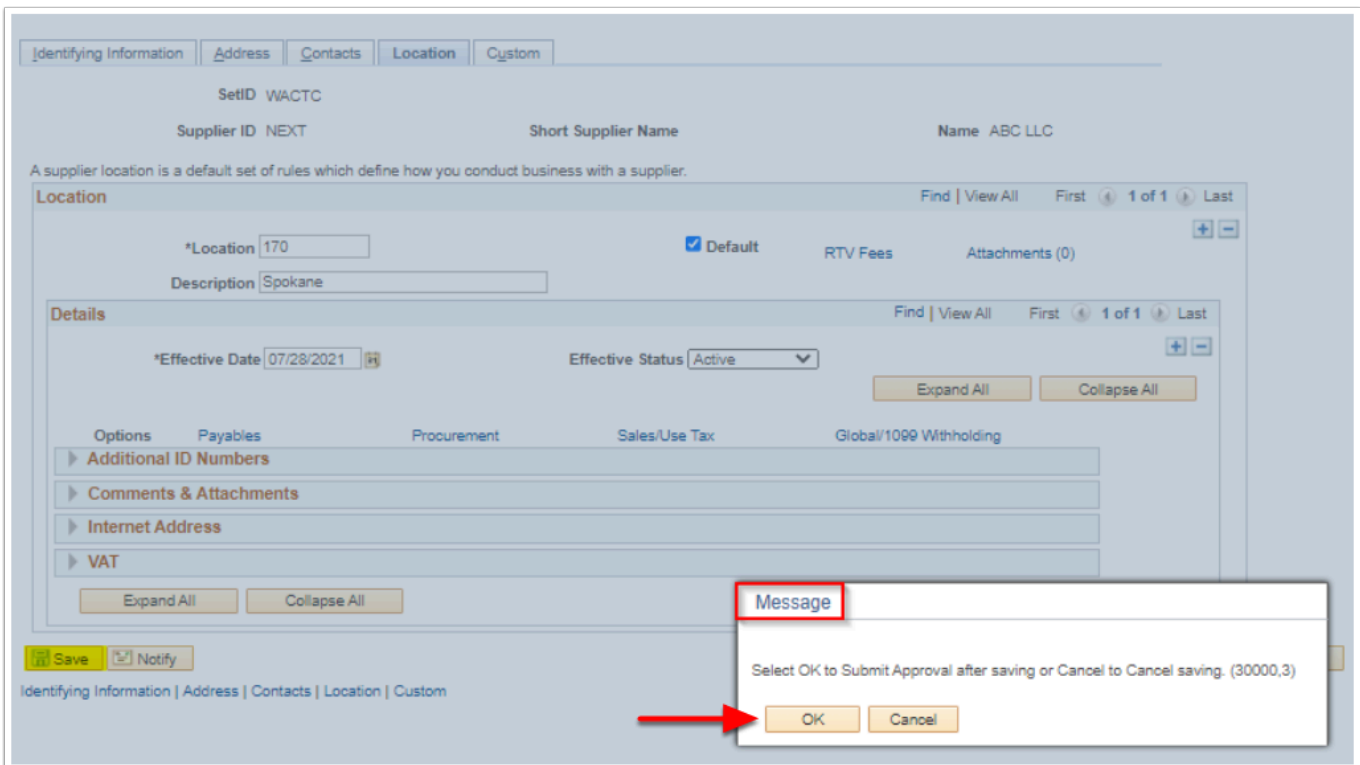 Identifying Information Address Contacts Location Custom
SetID WACTC
Supplier ID NEXT Short Supplier Name Name ABC LLC
A supplier location is a default set of rules which define how you conduct business with a supplier.
Location Find | View All First 1 of 1 Last
*Location 170 Default RTV Fees Attachments (0)
Description Spokane
Details Find | View All First 1 of 1 Last
*Effective Date 07/28/2021 Effective Status Active
Expand All Collapse All
Options Payables Procurement Sales/Use Tax Global/1099 Withholding
Additional ID Numbers
Comments & Attachments
Internet Address
VAT
Expand All Collapse All
Message
Save Notify
Select OK to Submit Approval after saving or Cancel to Cancel saving. (30000,3)
Identifying Information | Address | Contacts | Location | Custom
OK Cancel